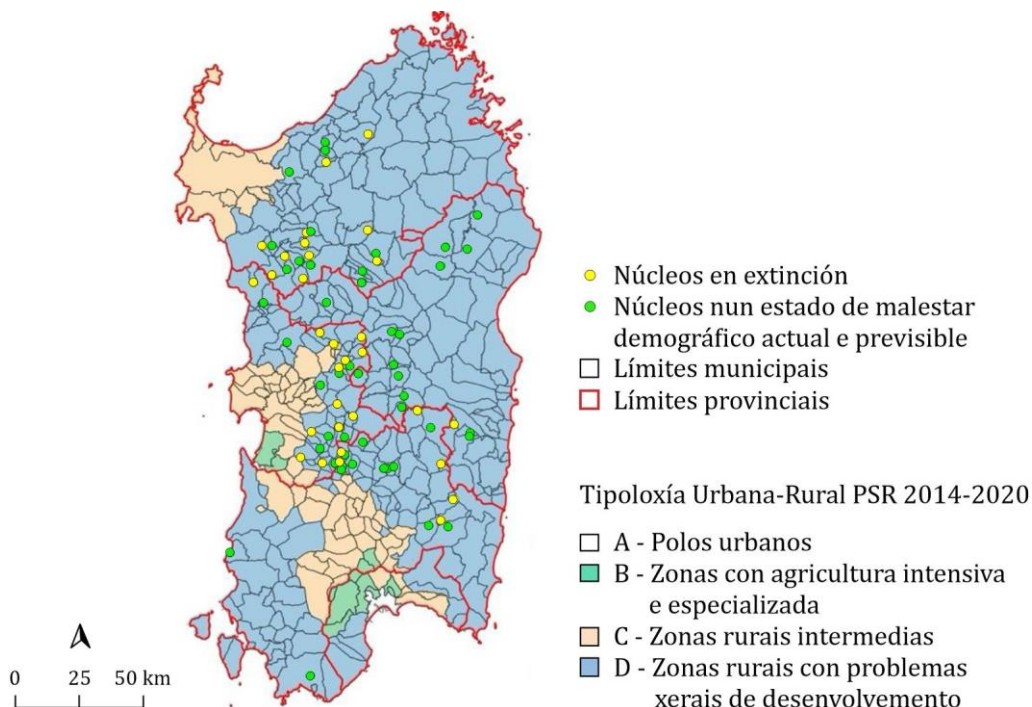 Núcleos en extinción
Núcleos nun estado de malestar
demográfico actual e previsible
Límites municipais
Límites provinciais
Tipoloxía Urbana-Rural PSR 2014-2020
A - Polos urbanos
B - Zonas con agricultura intensiva
e especializada
C - Zonas rurais intermedias
D - Zonas rurais con problemas
xerais de desenvolvemento
0 25 50 km